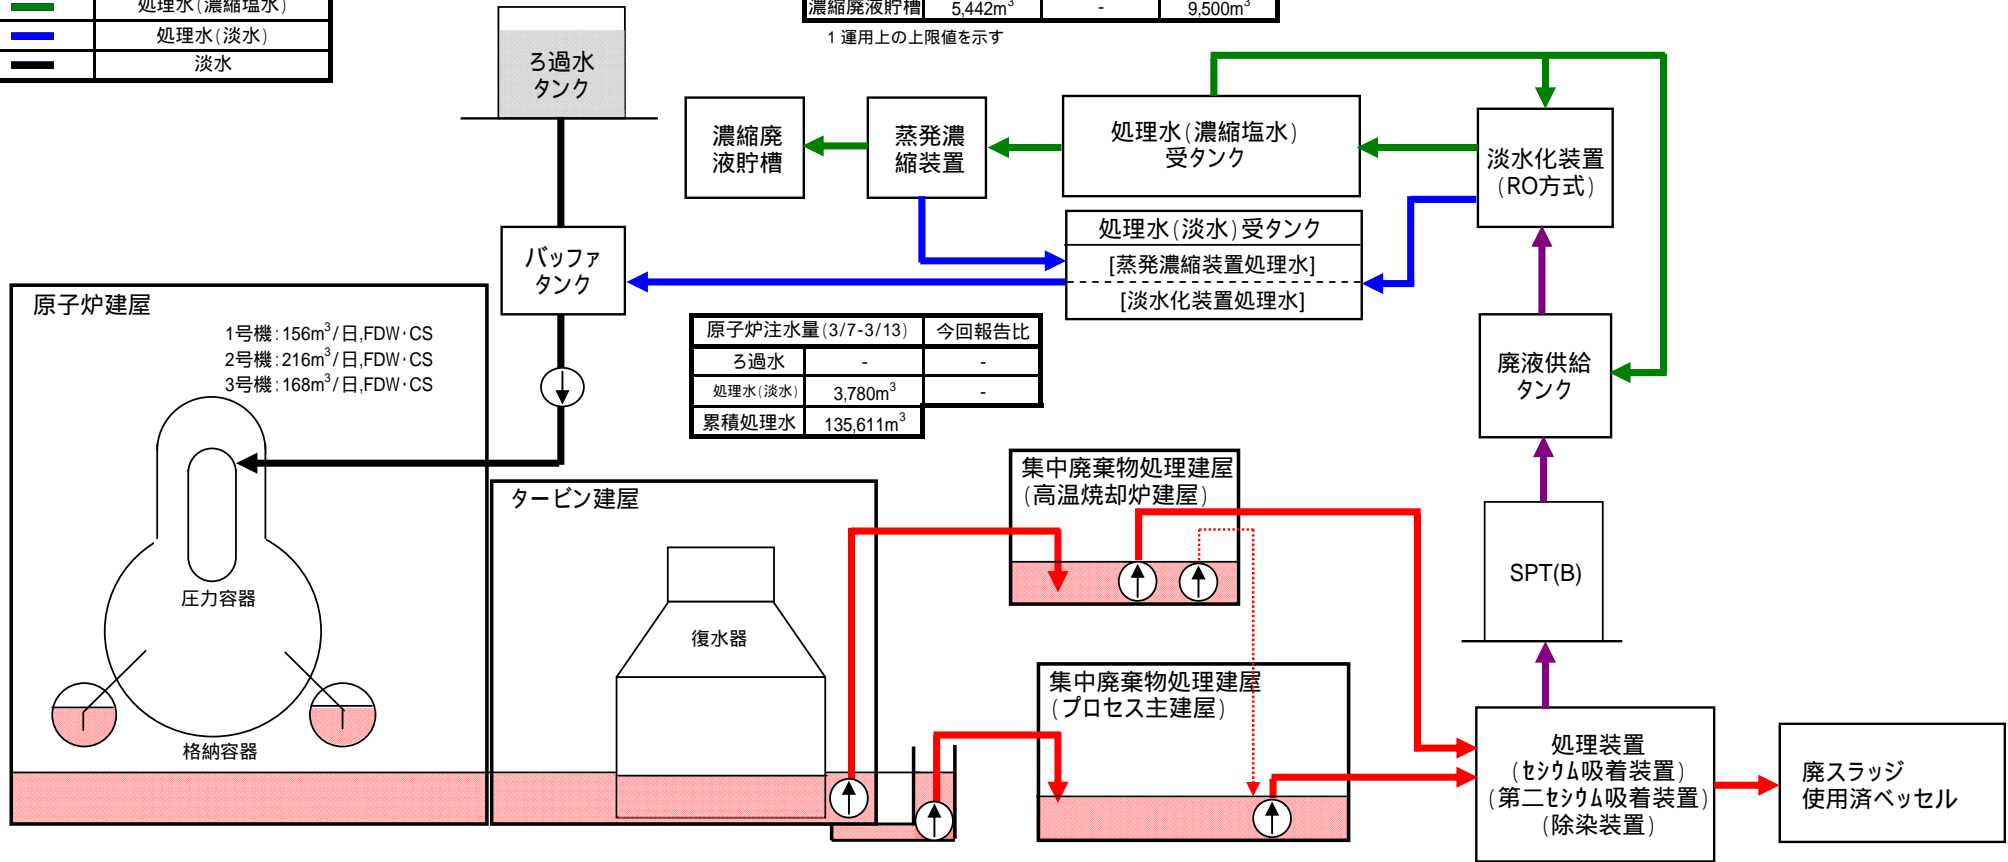 処理水(濃縮塩水)
処理水(淡水)
淡水
濃縮廃液貯槽 5,442m³ - 9,500m³
1 運用上の上限値を示す
ろ過水
タンク
濃縮廃
液貯槽
蒸発濃
縮装置
処理水(濃縮塩水)
受タンク
淡水化装置
(RO方式)
処理水(淡水)受タンク
[蒸発濃縮装置処理水]
[淡水化装置処理水]
バッファ
タンク
原子炉建屋
1号機:156m³/日,FDW・CS
2号機:216m³/日,FDW・CS
3号機:168m³/日,FDW・CS
原子炉注水量(3/7-3/13) 今回報告比
ろ過水 - -
処理水(淡水) 3,780m³ -
累積処理水 135,611m³
廃液供給
タンク
集中廃棄物処理建屋
(高温焼却炉建屋)
タービン建屋
SPT(B)
圧力容器
復水器
集中廃棄物処理建屋
(プロセス主建屋)
格納容器
処理装置
(セシウム吸着装置)
(第二セシウム吸着装置)
(除染装置)
廃スラッジ
使用済ベッセル